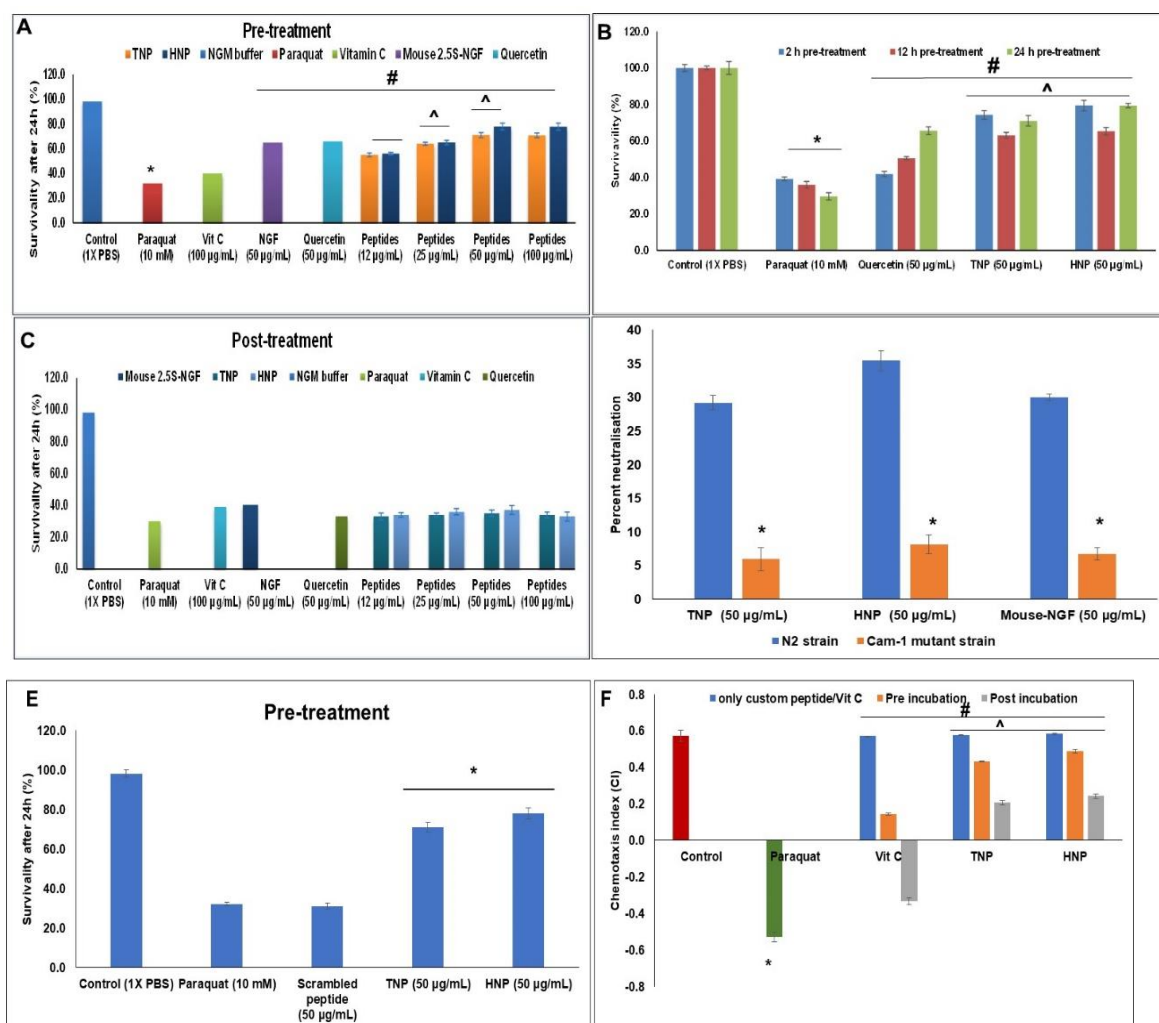 A
Pre-treatment
TNP HNP NGM buffer Paraquat Vitamin C Mouse 2.5S-NGF Quercetin
Survivality after 24h (%)
120.0
100.0
80.0
60.0
40.0
20.0
0.0
*
#
^
^
Control (1X PBS)
Paraquat (10 mM)
Vit C (100 µg/mL)
NGF (50 µg/mL)
Quercetin (50 µg/mL)
Peptides (12 µg/mL)
Peptides (25 µg/mL)
Peptides (50 µg/mL)
Peptides (100 µg/mL)
B
2 h pre-treatment 12 h pre-treatment 24 h pre-treatment
Survavility (%)
120.0
100.0
80.0
60.0
40.0
20.0
0.0
*
#
^
Control (1X PBS) Paraquat (10 mM) Quercetin (50 µg/mL) TNP (50 µg/mL) HNP (50 µg/mL)
C
Post-treatment
Mouse 2.5S-NGF TNP HNP NGM buffer Paraquat Vitamin C Quercetin
Survivality after 24h (%)
120.0
100.0
80.0
60.0
40.0
20.0
0.0
Control (1X PBS)
Paraquat (10 mM)
Vit C (100 µg/mL)
NGF (50 µg/mL)
Quercetin (50 µg/mL)
Peptides (12 µg/mL)
Peptides (25 µg/mL)
Peptides (50 µg/mL)
Peptides (100 µg/mL)
Percent neutralisation
40
35
30
25
20
15
10
5
0
*
*
*
TNP (50 µg/mL) HNP (50 µg/mL) Mouse-NGF (50 µg/mL)
N2 strain Cam-1 mutant strain
E
Pre-treatment
Survivality after 24h (%)
120.0
100.0
80.0
60.0
40.0
20.0
0.0
*
Control (1X PBS) Paraquat (10 mM) Scrambled peptide (50 µg/mL) TNP (50 µg/mL) HNP (50 µg/mL)
F
only custom peptide/Vit C Pre incubation Post incubation
Chemotaxis index (CI)
0.8
0.6
0.4
0.2
0.0
-0.2
-0.4
-0.6
-0.8
#
^
*
Control Paraquat Vit C TNP HNP